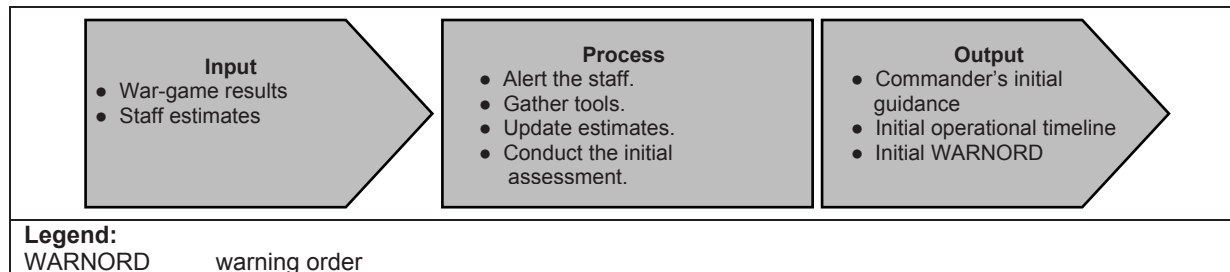 Input
● War-game results
● Staff estimates
Process
● Alert the staff.
● Gather tools.
● Update estimates.
● Conduct the initial
assessment.
Output
● Commander’s initial
guidance
● Initial operational timeline
● Initial WARNORD
Legend:
WARNORD warning order